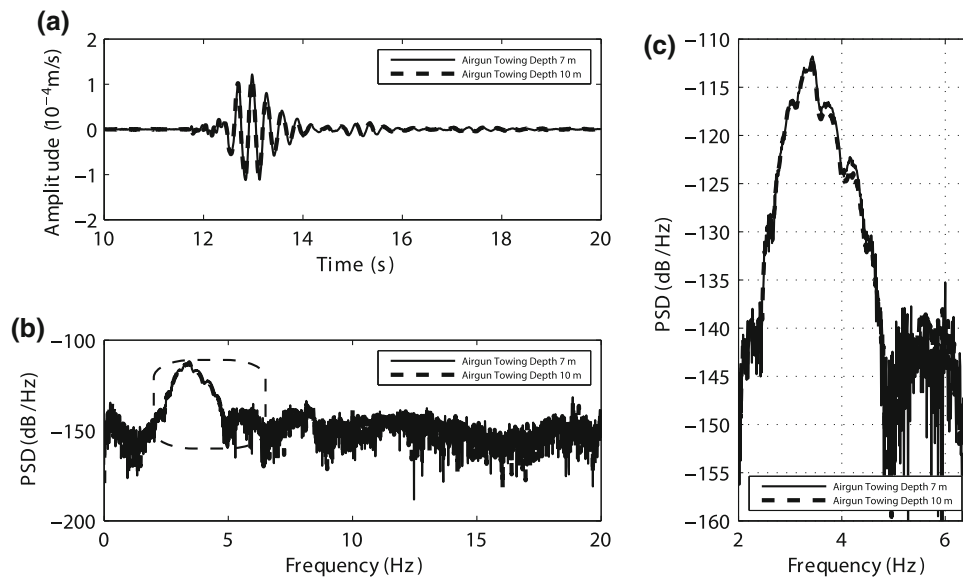 (a)
2
1
0
−1
−2
Amplitude (10⁻⁴m/s)
Airgun Towing Depth 7 m
Airgun Towing Depth 10 m
10
12
14
16
18
20
Time (s)
(b)
−100
−150
−200
PSD (dB/Hz)
Airgun Towing Depth 7 m
Airgun Towing Depth 10 m
0
5
10
15
20
Frequency (Hz)
(c)
−110
−115
−120
−125
−130
−135
−140
−145
−150
−155
−160
PSD (dB/Hz)
Airgun Towing Depth 7 m
Airgun Towing Depth 10 m
2
4
6
Frequency (Hz)